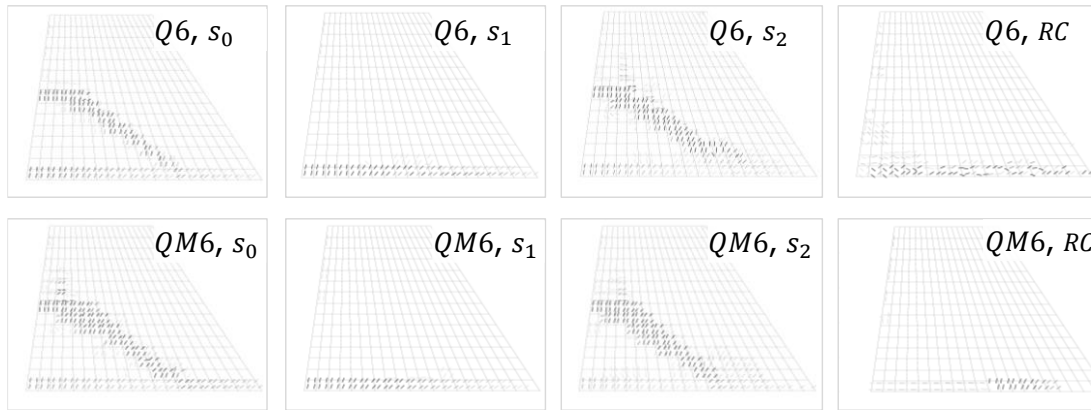 Q6, s₀
Q6, s₁
Q6, s₂
Q6, RC
QM6, s₀
QM6, s₁
QM6, s₂
QM6, RC